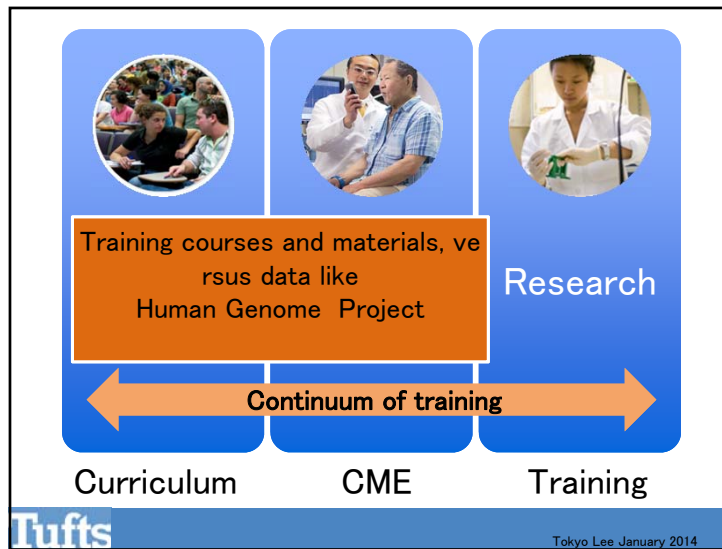 Training courses and materials, ve
rsus data like
Human Genome Project
Research
Continuum of training
Curriculum
CME
Training
Tufts
Tokyo Lee January 2014